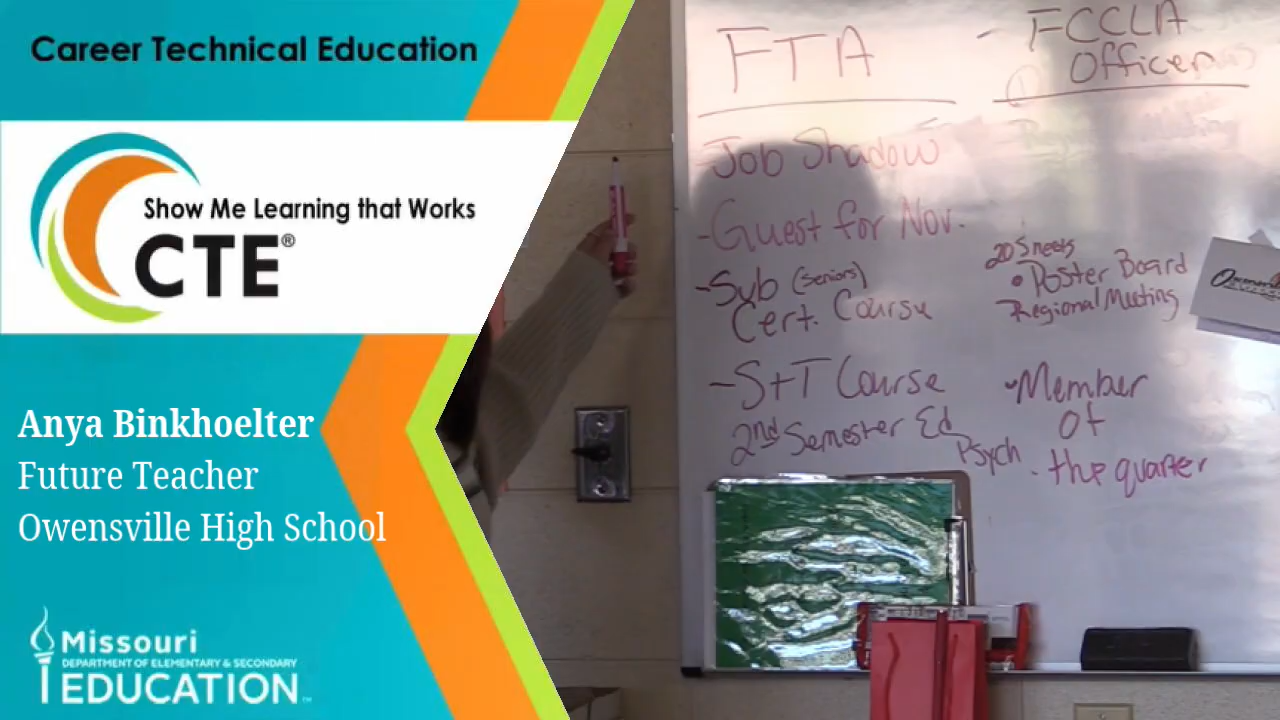 Career Technical Education
Show Me Learning that Works
CTE®
Anya Binkhoelter
Future Teacher
Owensville High School
Missouri
DEPARTMENT OF ELEMENTARY & SECONDARY
EDUCATION
FTA
Job Shadow
-Guest for Nov.
-Sub (seniors)
Cert. Course
-S+T Course
2nd Semester Ed
Psych
- FCCLA
Officer
20 Sheets
• Poster Board
Regional Meeting
•Member
of
the quarter